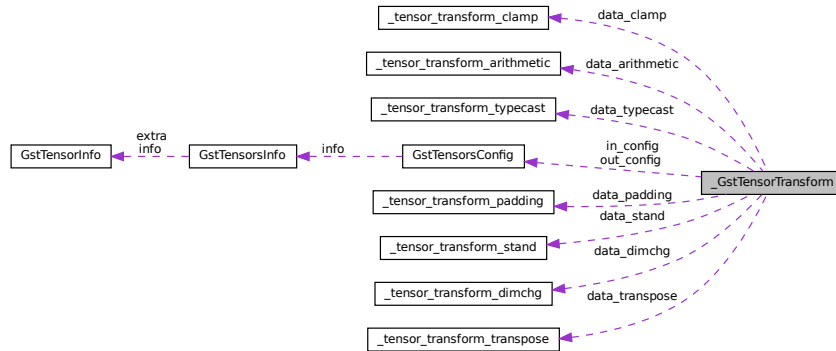 _tensor_transform_clamp
data_clamp
_tensor_transform_arithmetic
data_arithmetic
_tensor_transform_typecast
data_typecast
GstTensorInfo
extra
info
GstTensorsInfo
info
GstTensorsConfig
in_config
out_config
_GstTensorTransform
_tensor_transform_padding
data_padding
_tensor_transform_stand
data_stand
_tensor_transform_dimchg
data_dimchg
_tensor_transform_transpose
data_transpose